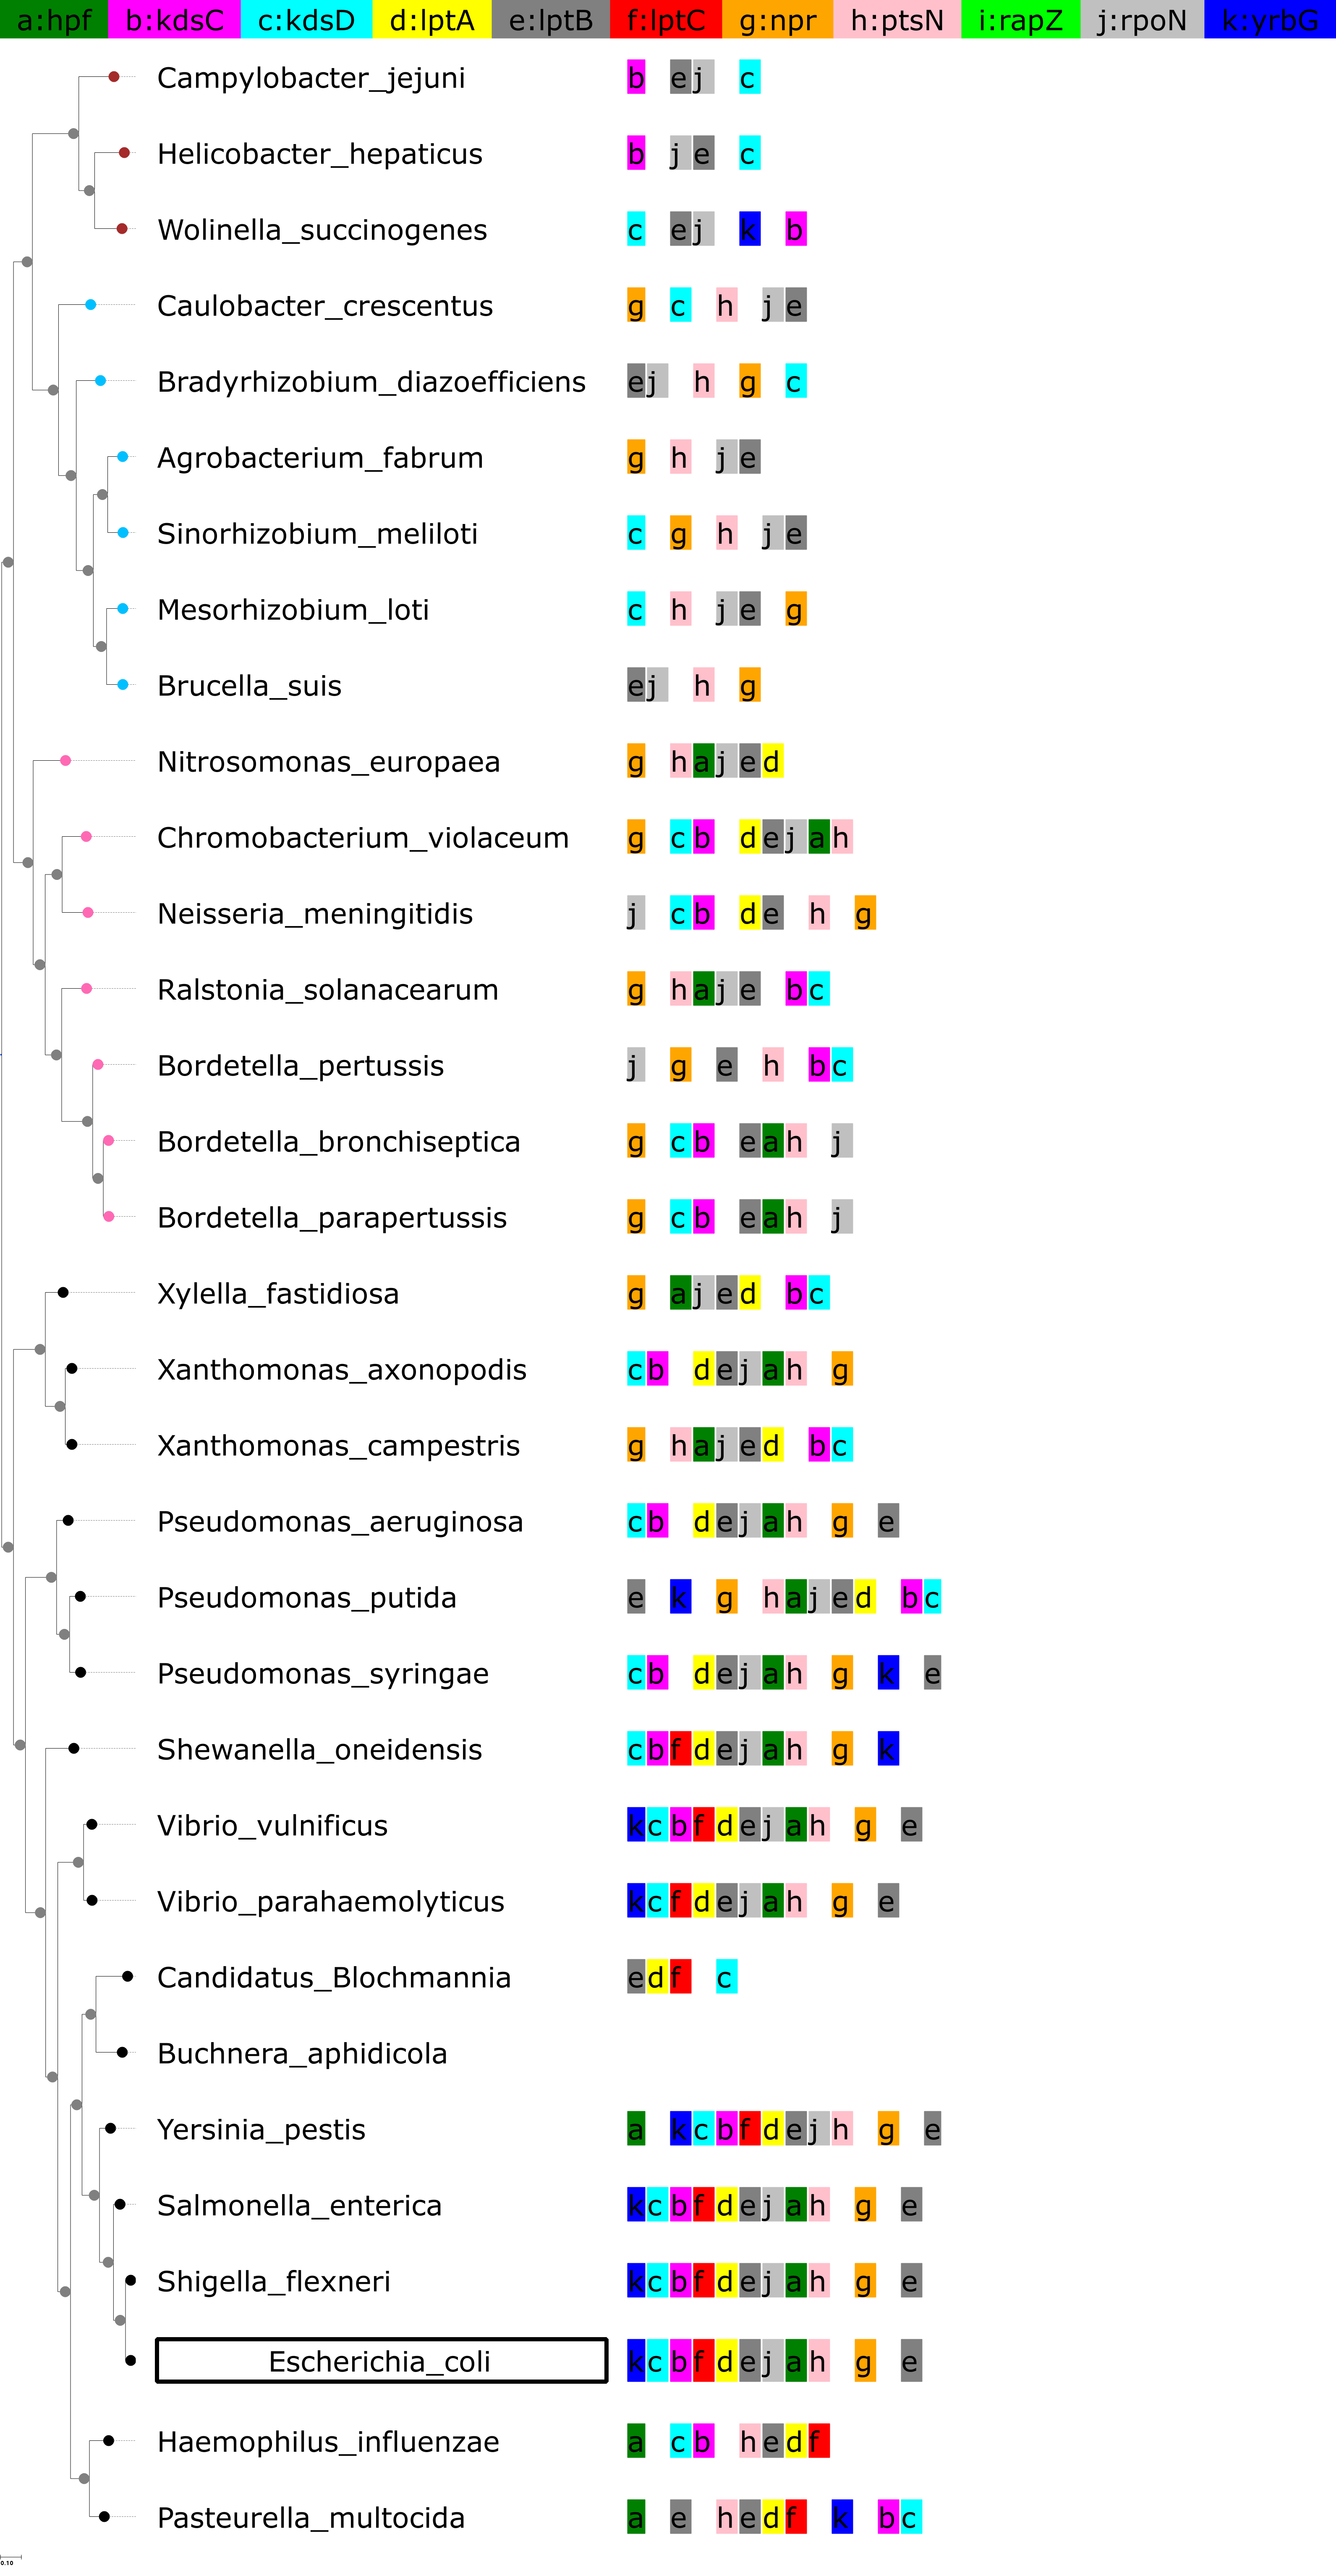 a:hpf b:kdsC c:kdsD d:lptA e:lptB f:lptC g:npr h:ptsN i:rapZ j:rpoN k:yrbG
Campylobacter_jejuni b ej c
Helicobacter_hepaticus b je c
Wolinella_succinogenes c ej k b
Caulobacter_crescentus g c h je
Bradyrhizobium_diazoefficiens ej h g c
Agrobacterium_fabrum g h je
Sinorhizobium_meliloti c g h je
Mesorhizobium_loti c h je g
Brucella_suis ej h g
Nitrosomonas_europaea g hajed
Chromobacterium_violaceum g cb dejah
Neisseria_meningitidis j cb de h g
Ralstonia_solanacearum g haje bc
Bordetella_pertussis j g e h bc
Bordetella_bronchiseptica g cb eah j
Bordetella_parapertussis g cb eah j
Xylella_fastidiosa g ajed bc
Xanthomonas_axonopodis cb dejah g
Xanthomonas_campestris g hajed bc
Pseudomonas_aeruginosa cb dejah g e
Pseudomonas_putida e k g hajed bc
Pseudomonas_syringae cb dejah g k e
Shewanella_oneidensis cbfdejah g k
Vibrio_vulnificus kcbfdejah g e
Vibrio_parahaemolyticus kcfdejah g e
Candidatus_Blochmannia edf c
Buchnera_aphidicola
Yersinia_pestis a kcbfdejh g e
Salmonella_enterica kcbfdejah g e
Shigella_flexneri kcbfdejah g e
Escherichia_coli kcbfdejah g e
Haemophilus_influenzae a cb hedf
Pasteurella_multocida a e hedf k bc
0.10